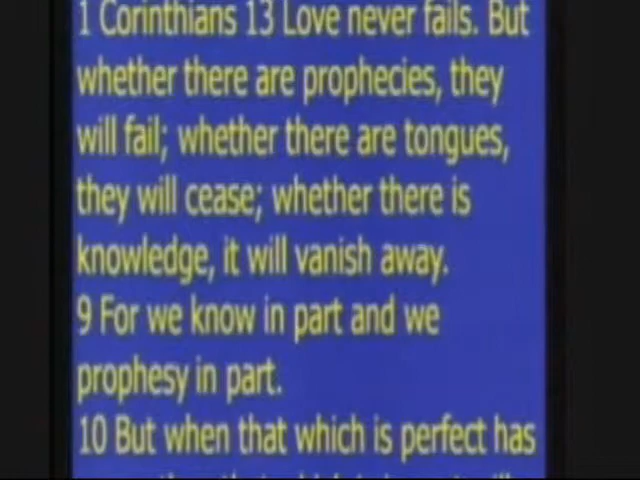 1 Corinthians 13 Love never fails. But
whether there are prophecies, they
will fail; whether there are tongues,
they will cease; whether there is
knowledge, it will vanish away.
9 For we know in part and we
prophesy in part.
10 But when that which is perfect has